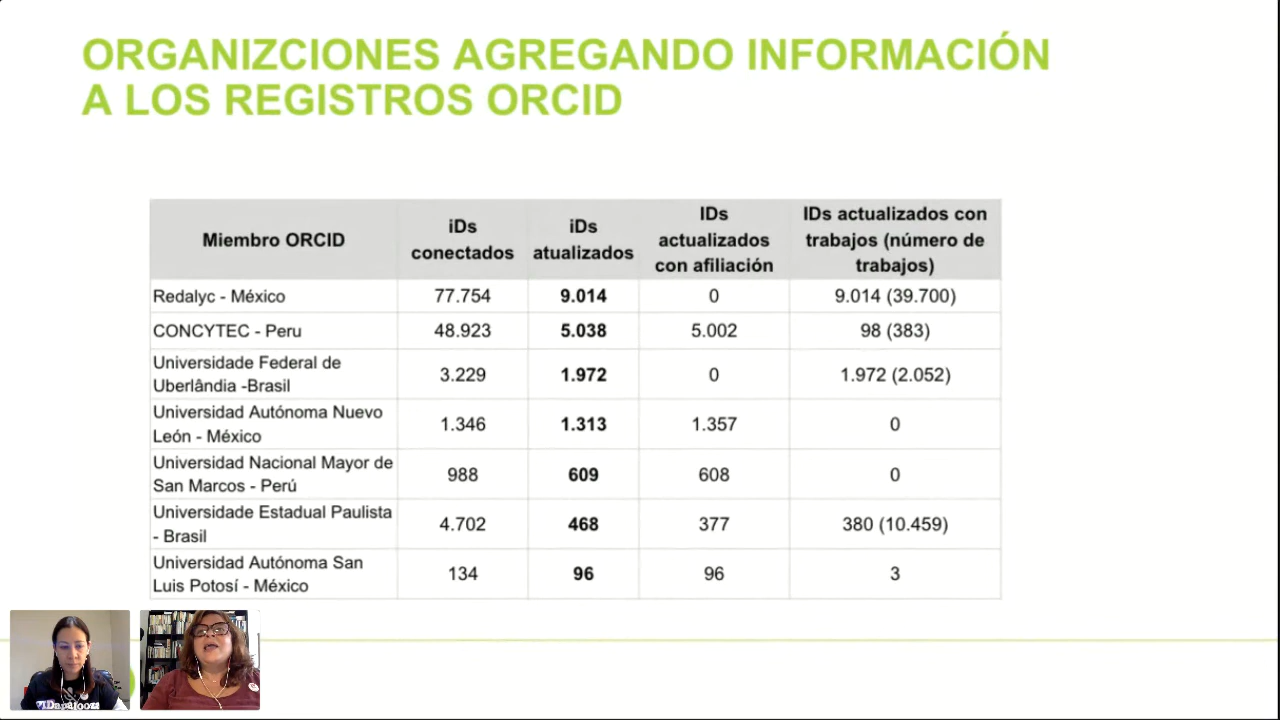 ORGANIZCIONES AGREGANDO INFORMACIÓN
A LOS REGISTROS ORCID
Miembro ORCID
iDs
conectados
iDs
atualizados
IDs
actualizados
con afiliación
IDs actualizados con
trabajos (número de
trabajos)
Redalyc - México
77.754
9.014
0
9.014 (39.700)
CONCYTEC - Peru
48.923
5.038
5.002
98 (383)
Universidade Federal de
Uberlândia -Brasil
3.229
1.972
0
1.972 (2.052)
Universidad Autónoma Nuevo
León - México
1.346
1.313
1.357
0
Universidad Nacional Mayor de
San Marcos - Perú
988
609
608
0
Universidade Estadual Paulista
- Brasil
4.702
468
377
380 (10.459)
Universidad Autónoma San
Luis Potosí - México
134
96
96
3